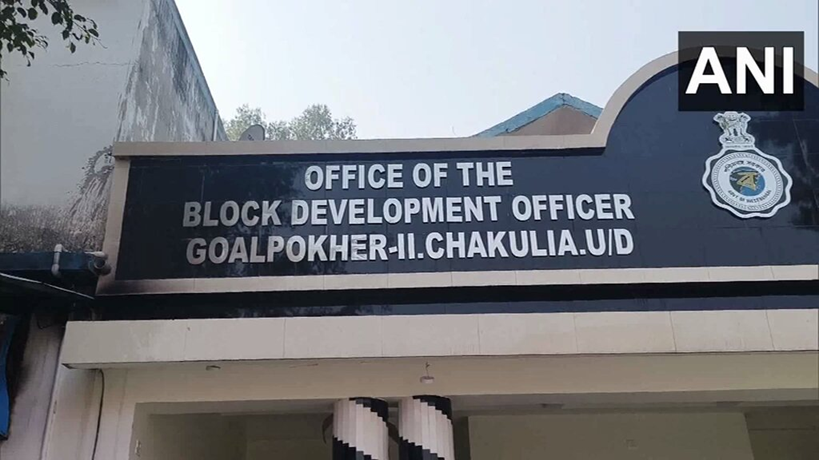 ANI
OFFICE OF THE
BLOCK DEVELOPMENT OFFICER
GOALPOKHER-II.CHAKULIA.U/D